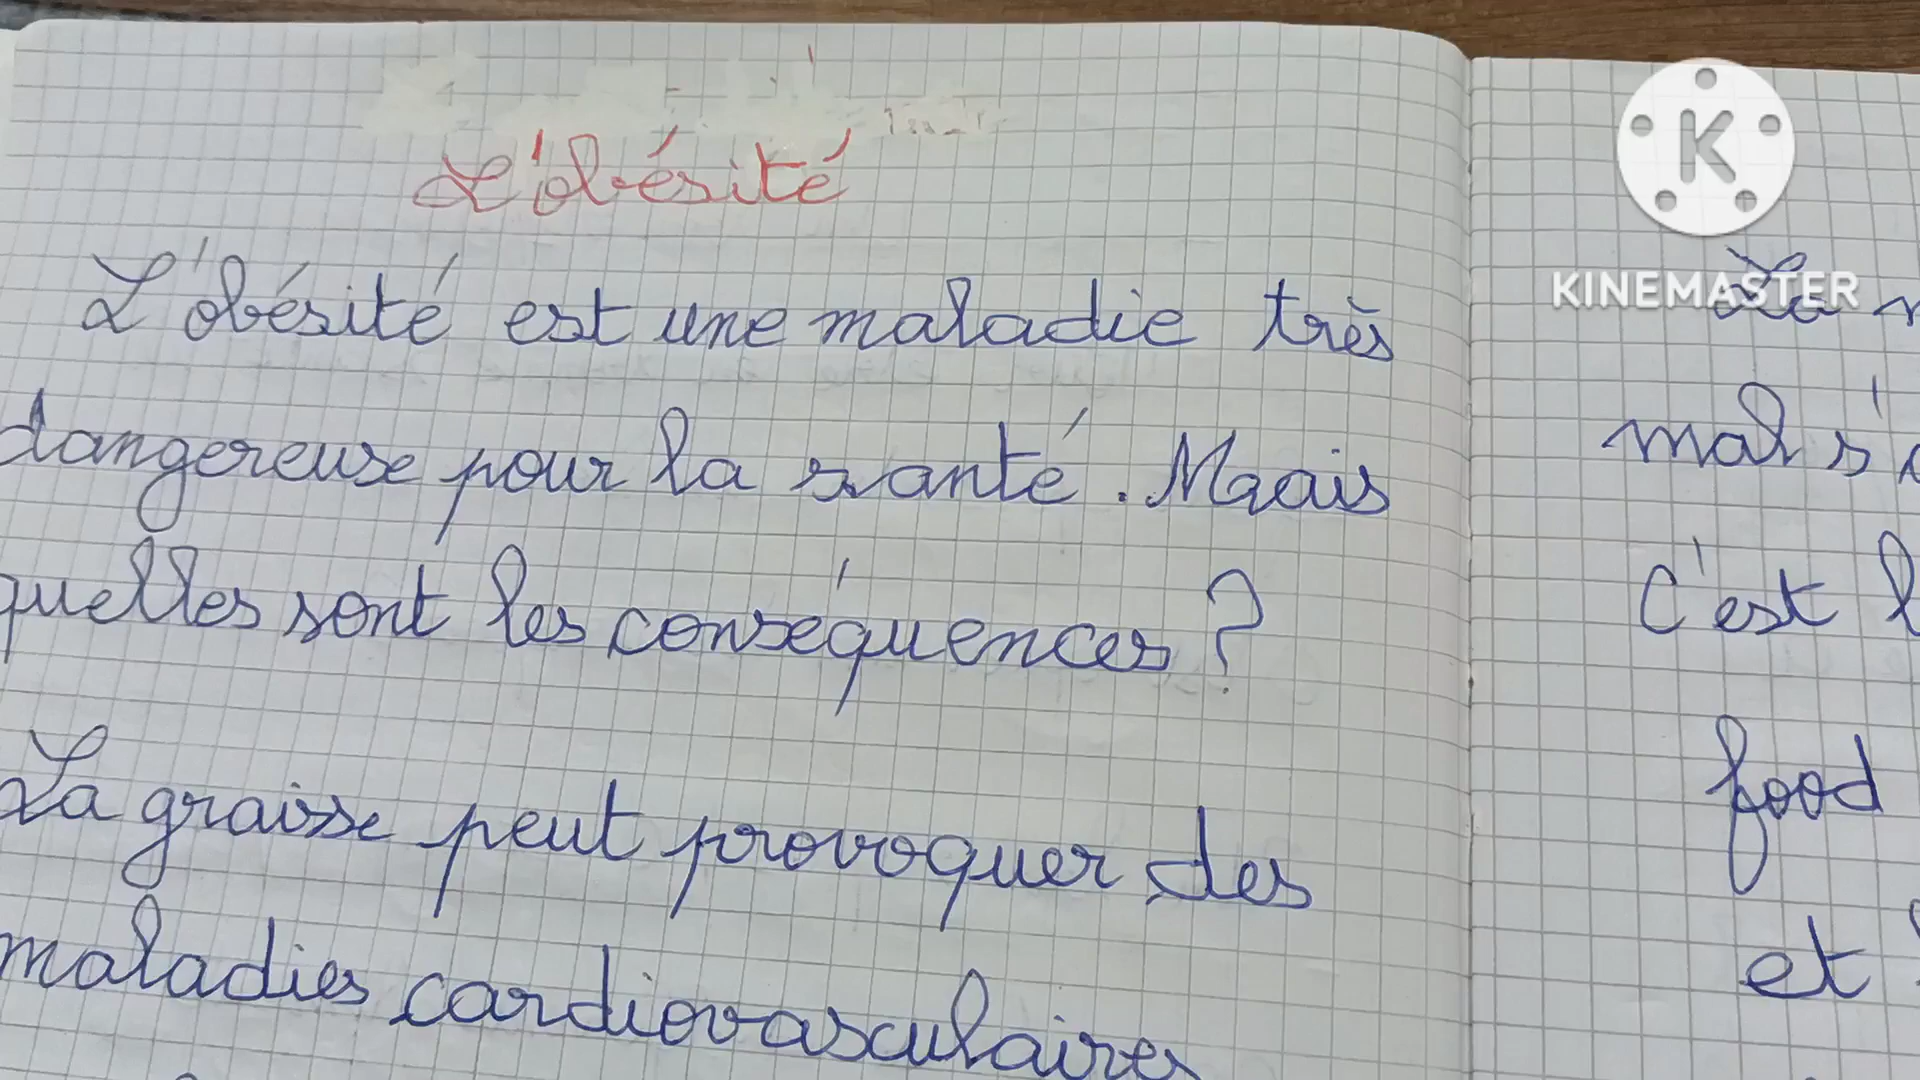 L'obésité
L'obésité est une maladie très
dangereuse pour la santé. Mais
quelles sont les conséquences ?
La graisse peut provoquer des
maladies cardiovasculaires
KINEMASTER
La
mal s'
c'est
food
et